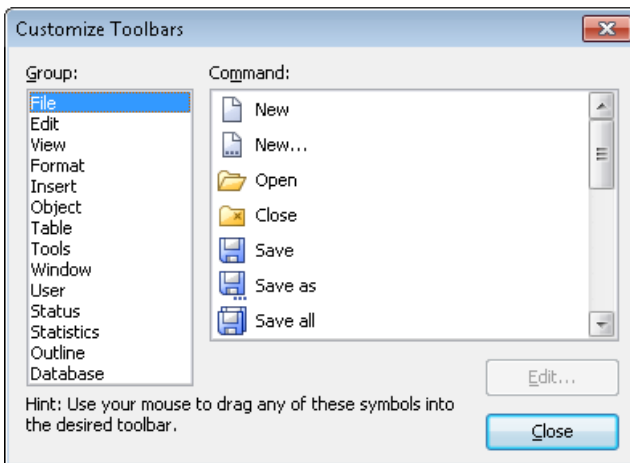 Customize Toolbars
Group:
File
Edit
View
Format
Insert
Object
Table
Tools
Window
User
Status
Statistics
Outline
Database
Command:
New
New...
Open
Close
Save
Save as
Save all
Edit...
Hint: Use your mouse to drag any of these symbols into
the desired toolbar.
Close